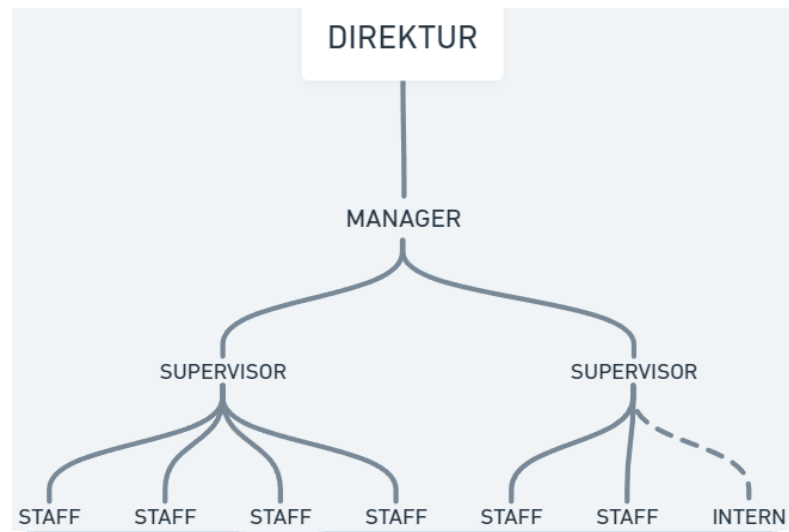 DIREKTUR
MANAGER
SUPERVISOR SUPERVISOR
STAFF STAFF STAFF STAFF STAFF STAFF INTERN